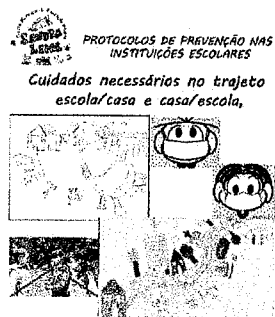 PROTOCOLOS DE PREVENÇÃO NAS
INSTITUIÇÕES ESCOLARES
Cuidados necessários no trajeto
escola/casa e casa/escola,